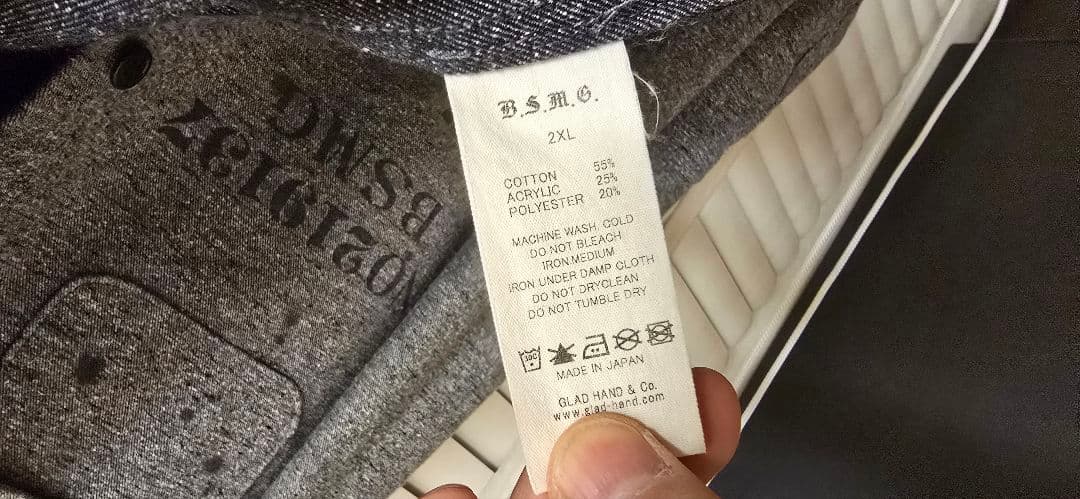 B.S.M.G.
2XL
COTTON 55%
ACRYLIC 25%
POLYESTER 20%
MACHINE WASH, COLD
DO NOT BLEACH
IRON MEDIUM
IRON UNDER DAMP CLOTH
DO NOT DRYCLEAN
DO NOT TUMBLE DRY
30C
MADE IN JAPAN
GLAD HAND & Co.
www.glad-hand.com
BSMG